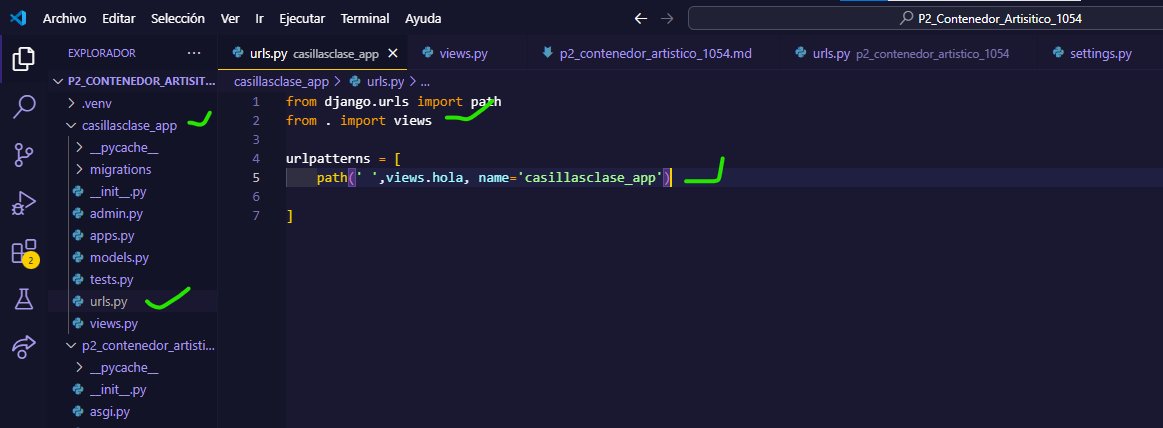 Archivo Editar Selección Ver Ir Ejecutar Terminal Ayuda
P2_Contenedor_Artisitico_1054
EXPLORADOR ...
urls.py casillasclase_app
views.py
p2_contenedor_artistico_1054.md
urls.py p2_contenedor_artistico_1054
settings.py
P2_CONTENEDOR_ARTISIT...
.venv
casillasclase_app
__pycache__
migrations
__init__.py
admin.py
apps.py
models.py
tests.py
urls.py
views.py
p2_contenedor_artisti...
__pycache__
__init__.py
asgi.py
2
casillasclase_app > urls.py > ...
1 from django.urls import path
2 from . import views
3
4 urlpatterns = [
5 path(' ',views.hola, name='casillasclase_app')
6
7 ]